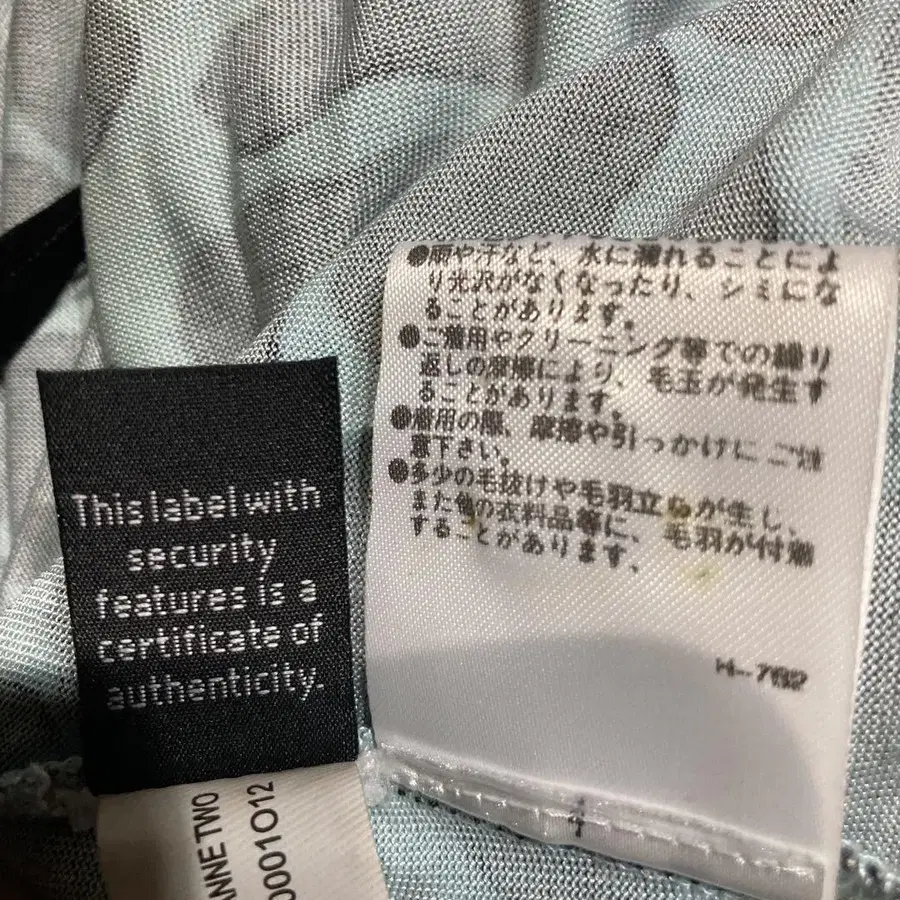 This label with
security
features is a
certificate of
authenticity.
ANNE TWO
0001O12
●雨や汗など、水に濡れることによ
り光沢がなくなったり、シミにな
ることがあります。
●ご着用やクリーニング等での繰り
返しの摩擦により、毛玉が発生す
ることがあります。
●着用の際、摩擦や引っかけにご注
意下さい。
●多少の毛抜けや毛羽立ちが生じ、
また他の衣料品等に、毛羽が付着
することがあります。
H-762